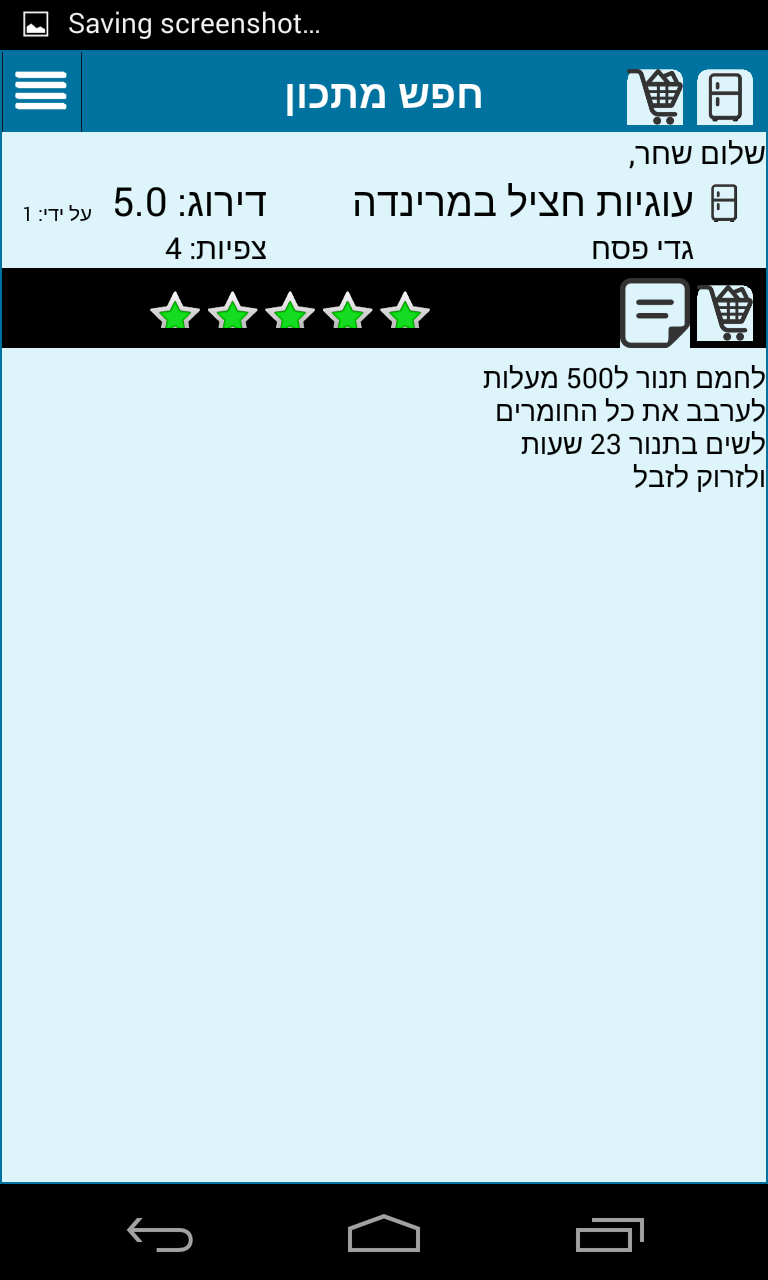 Saving screenshot...
חפש מתכון
שלום שחר,
עוגיות חציל במרינדה דירוג: 5.0 על ידי: 1
גדי פסח צפיות: 4
לחמם תנור ל500 מעלות
לערבב את כל החומרים
לשים בתנור 23 שעות
ולזרוק לזבל